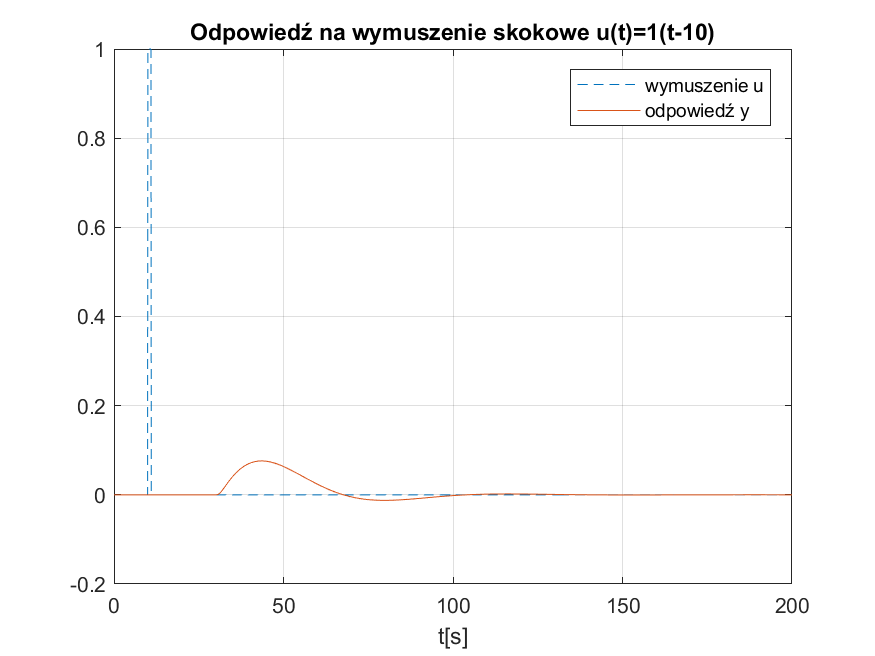 Odpowiedź na wymuszenie skokowe u(t)=1(t-10)
1
wymuszenie u
odpowiedź y
0.8
0.6
0.4
0.2
0
-0.2
0 50 100 150 200
t[s]